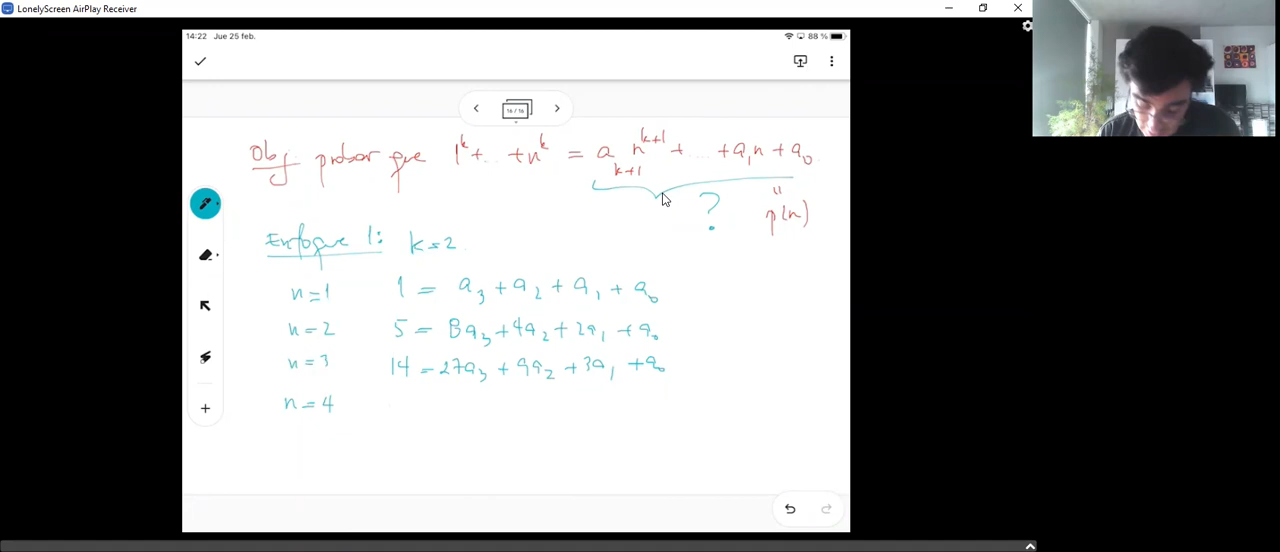 LonelyScreen AirPlay Receiver
14:22 Jue 25 feb.
88 %
16 / 16
Obj probar que 1^k + ... + n^k = a_{k+1} n^{k+1} + ... + a_1 n + a_0.
?
" p(n)
Enfoque 1: k=2
n=1 1 = a_3 + a_2 + a_1 + a_0
n=2 5 = 8a_3 + 4a_2 + 2a_1 + a_0
n=3 14 = 27a_3 + 9a_2 + 3a_1 + a_0
n=4